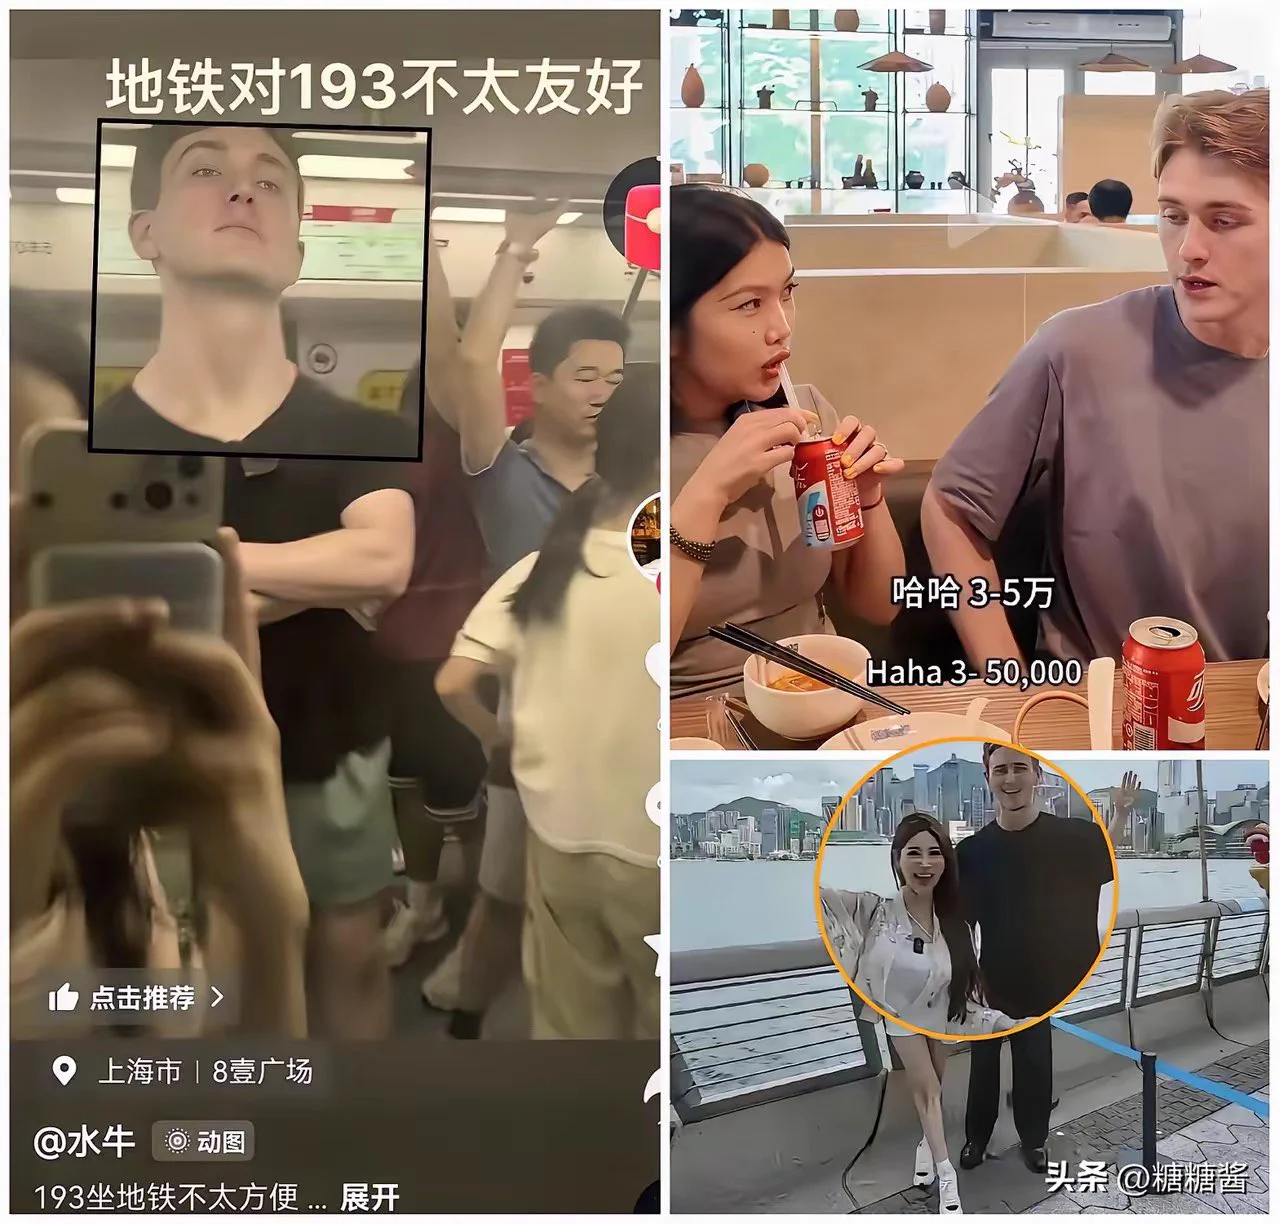 地铁对193不太友好
点击推荐 >
上海市 | 8壹广场
@水牛 动图
193坐地铁不太方便 ... 展开
哈哈 3-5万
Haha 3- 50,000
头条 @糖糖酱